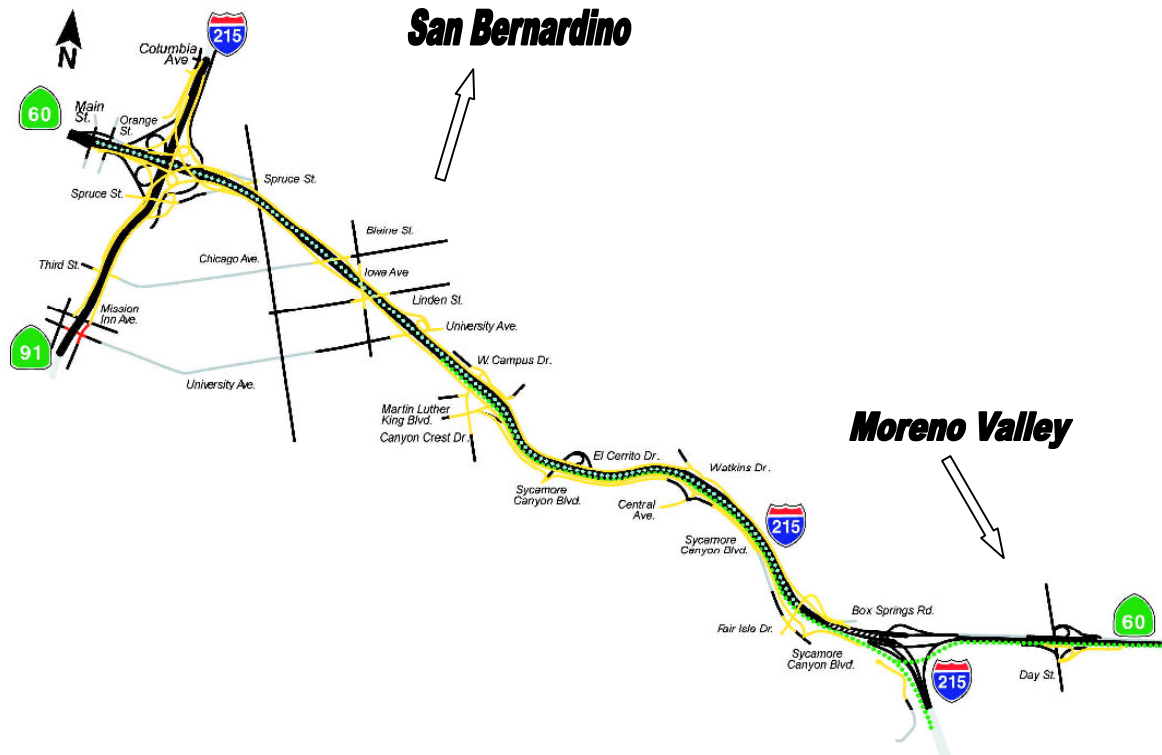 San Bernardino
215
Columbia
Ave
N
60
Main
St.
Orange
St.
Spruce St.
Spruce St.
Blaine St.
Chicago Ave.
Third St.
Iowa Ave
Linden St.
Mission
Inn Ave.
University Ave.
91
W. Campus Dr.
University Ave.
Martin Luther
King Blvd.
Canyon Crest Dr.
Moreno Valley
El Cerrito Dr.
Watkins Dr.
Sycamore
Canyon Blvd.
Central
Ave.
215
Sycamore
Canyon Blvd.
Box Springs Rd.
60
Fair Isle Dr.
Sycamore
Canyon Blvd.
215
Day St.